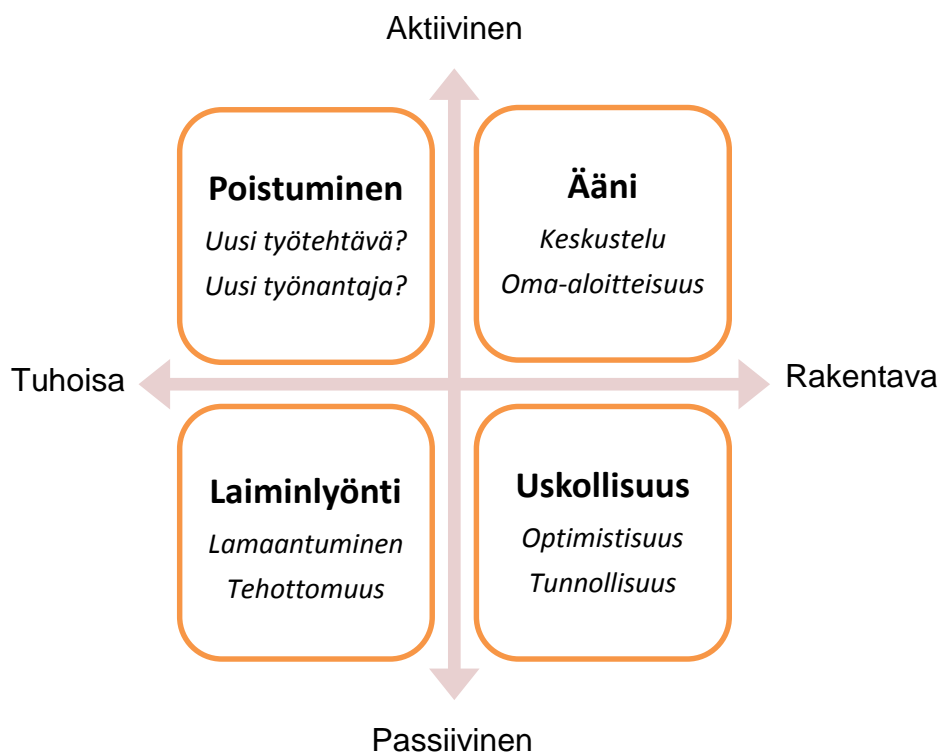 Aktiivinen
Poistuminen
Uusi työtehtävä?
Uusi työnantaja?
Ääni
Keskustelu
Oma-aloitteisuus
Tuhoisa
Rakentava
Laiminlyönti
Lamaantuminen
Tehottomuus
Uskollisuus
Optimistisuus
Tunnollisuus
Passiivinen